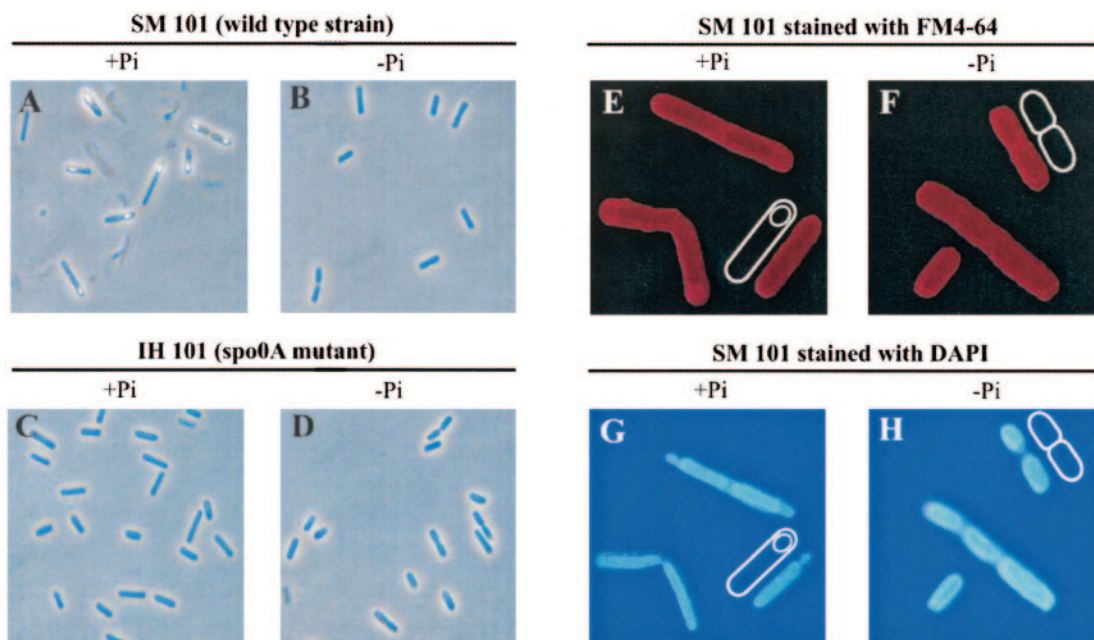 SM 101 (wild type strain)
+Pi -Pi
A B
IH 101 (spo0A mutant)
+Pi -Pi
C D
SM 101 stained with FM4-64
+Pi -Pi
E F
SM 101 stained with DAPI
+Pi -Pi
G H